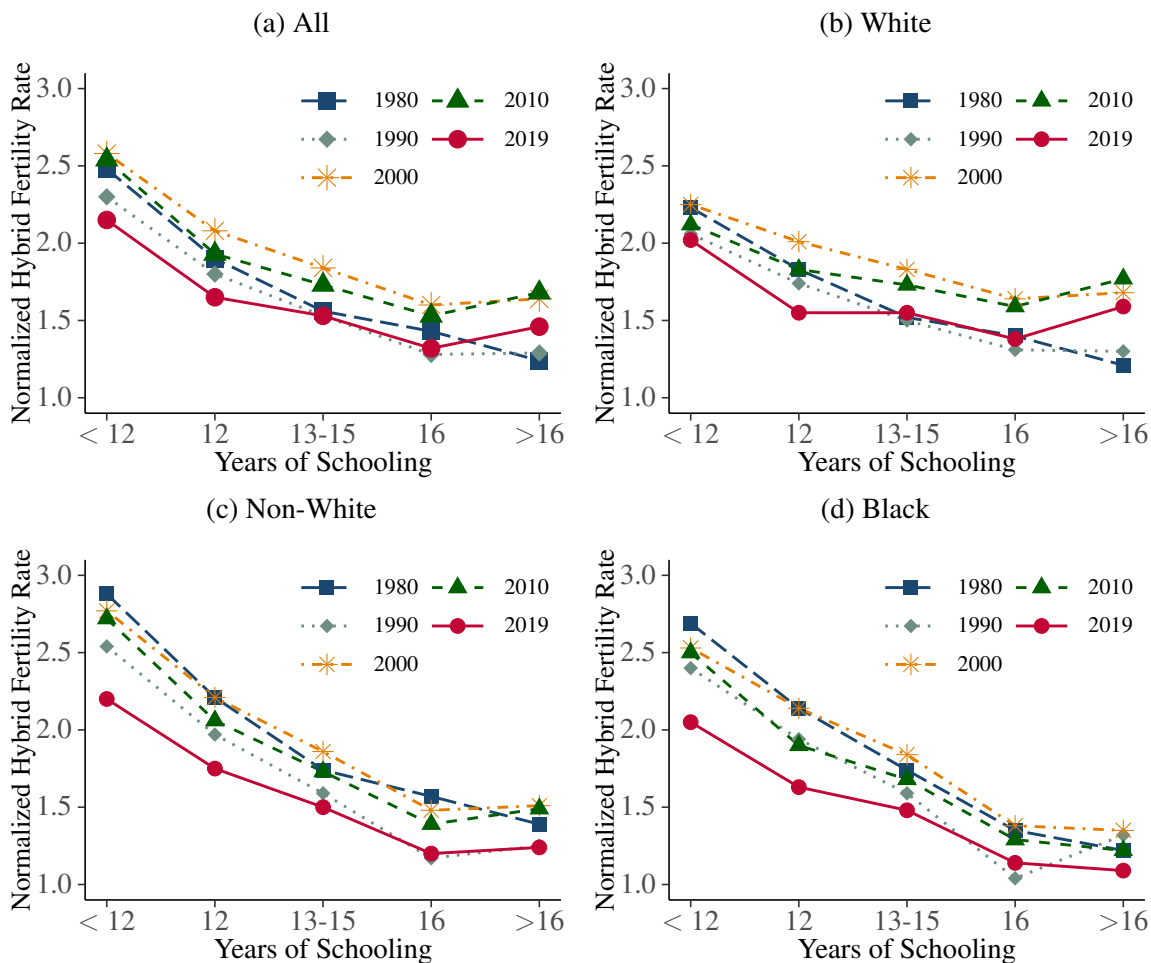 (a) All
Normalized Hybrid Fertility Rate
3.0
2.5
2.0
1.5
1.0
1980 2010
1990 2019
2000
< 12 12 13-15 16 >16
Years of Schooling
(b) White
Normalized Hybrid Fertility Rate
3.0
2.5
2.0
1.5
1.0
1980 2010
1990 2019
2000
< 12 12 13-15 16 >16
Years of Schooling
(c) Non-White
Normalized Hybrid Fertility Rate
3.0
2.5
2.0
1.5
1.0
1980 2010
1990 2019
2000
< 12 12 13-15 16 >16
Years of Schooling
(d) Black
Normalized Hybrid Fertility Rate
3.0
2.5
2.0
1.5
1.0
1980 2010
1990 2019
2000
< 12 12 13-15 16 >16
Years of Schooling